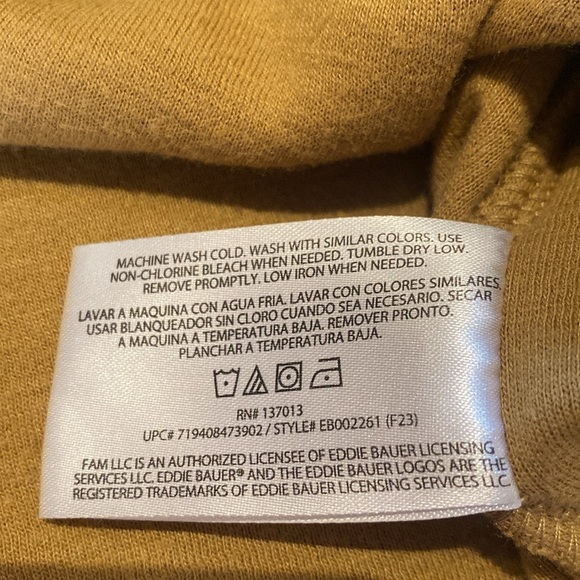 MACHINE WASH COLD. WASH WITH SIMILAR COLORS. USE
NON-CHLORINE BLEACH WHEN NEEDED. TUMBLE DRY LOW.
REMOVE PROMPTLY. LOW IRON WHEN NEEDED.
LAVAR A MAQUINA CON AGUA FRIA. LAVAR CON COLORES SIMILARES,
USAR BLANQUEADOR SIN CLORO CUANDO SEA NECESARIO. SECAR
A MAQUINA A TEMPERATURA BAJA. REMOVER PRONTO.
PLANCHAR A TEMPERATURA BAJA.
RN# 137013
UPC# 719408473902 / STYLE# EB002261 (F23)
FAM LLC IS AN AUTHORIZED LICENSEE OF EDDIE BAUER LICENSING
SERVICES LLC. EDDIE BAUER® AND THE EDDIE BAUER LOGOS ARE THE
REGISTERED TRADEMARKS OF EDDIE BAUER LICENSING SERVICES LLC.